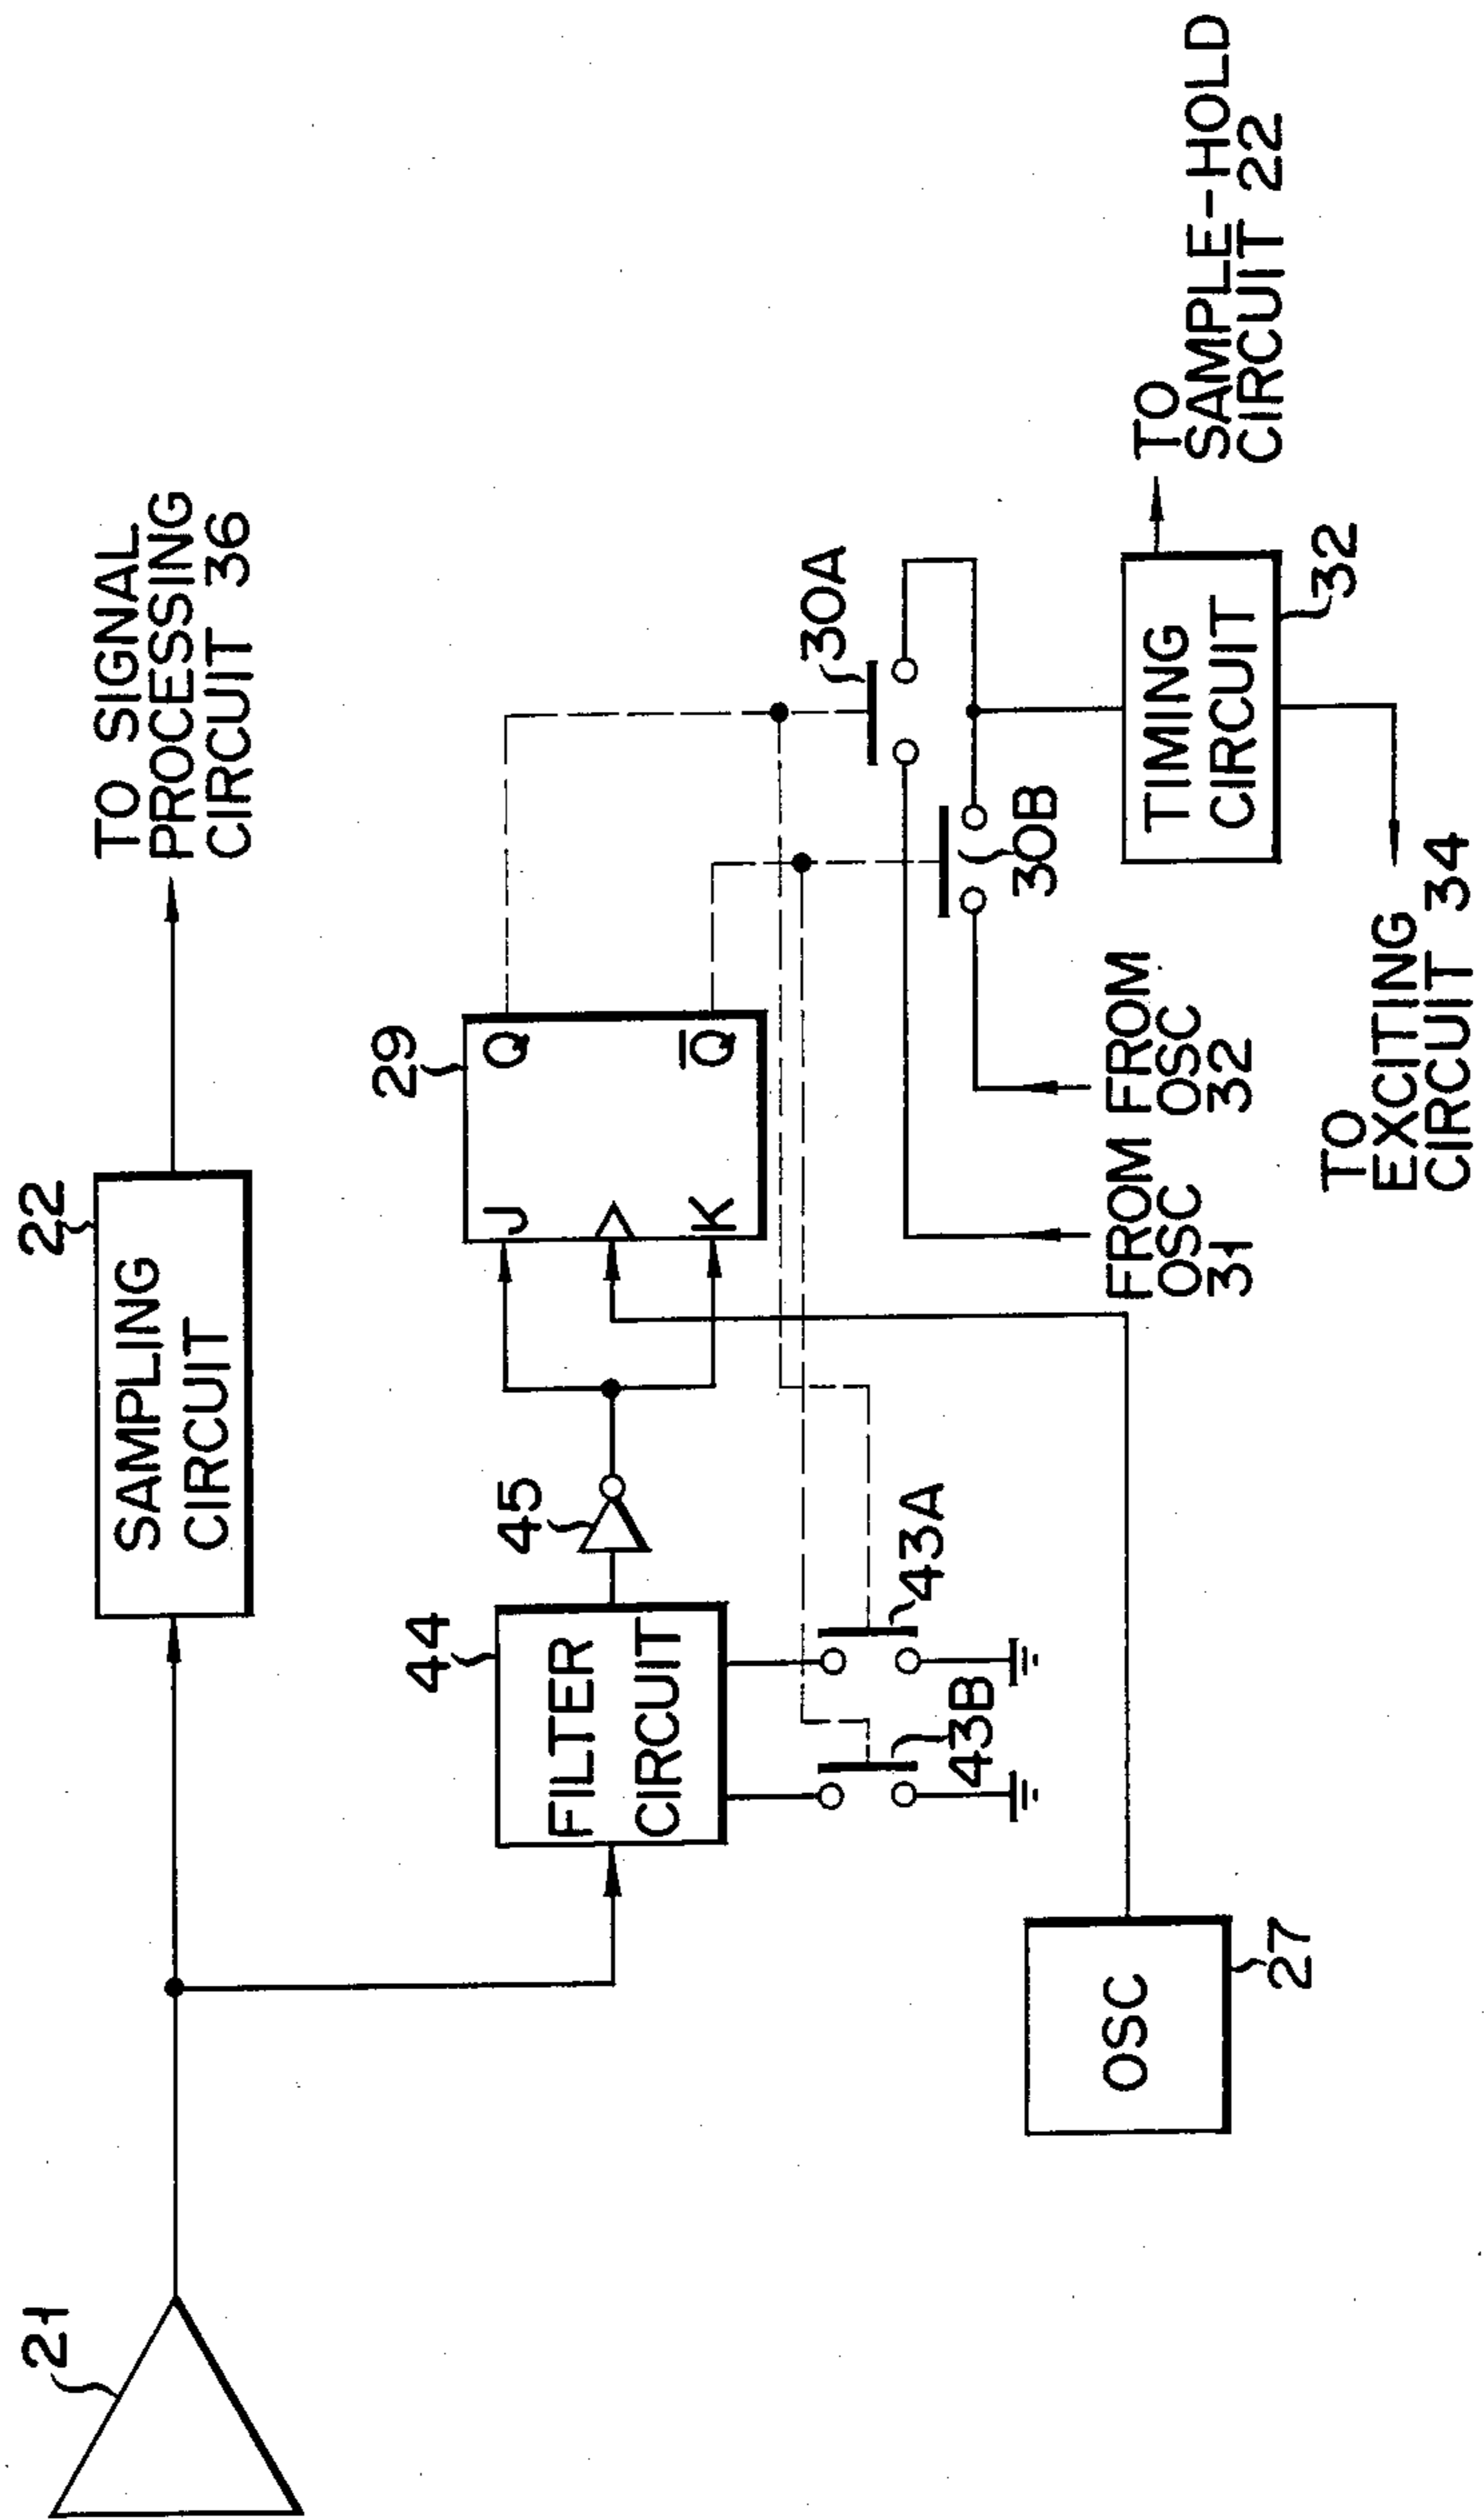 21
22
SAMPLING
CIRCUIT
TO SIGNAL
PROCESSING
CIRCUIT 36
44
FILTER
CIRCUIT
45
29
J
K
Q
Q̅
43A
43B
30A
30B
OSC
27
FROM FROM
OSC OSC
31 32
TIMING
CIRCUIT
32
TO
SAMPLE-HOLD
CIRCUIT 22
TO
EXCITING
CIRCUIT 34